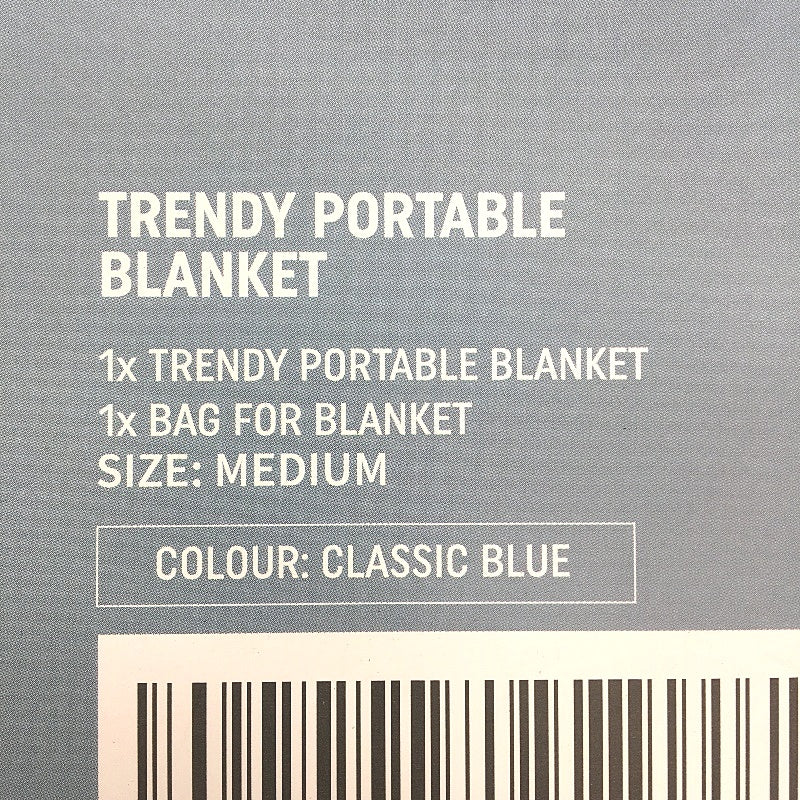 TRENDY PORTABLE
BLANKET
1x TRENDY PORTABLE BLANKET
1x BAG FOR BLANKET
SIZE: MEDIUM
COLOUR: CLASSIC BLUE